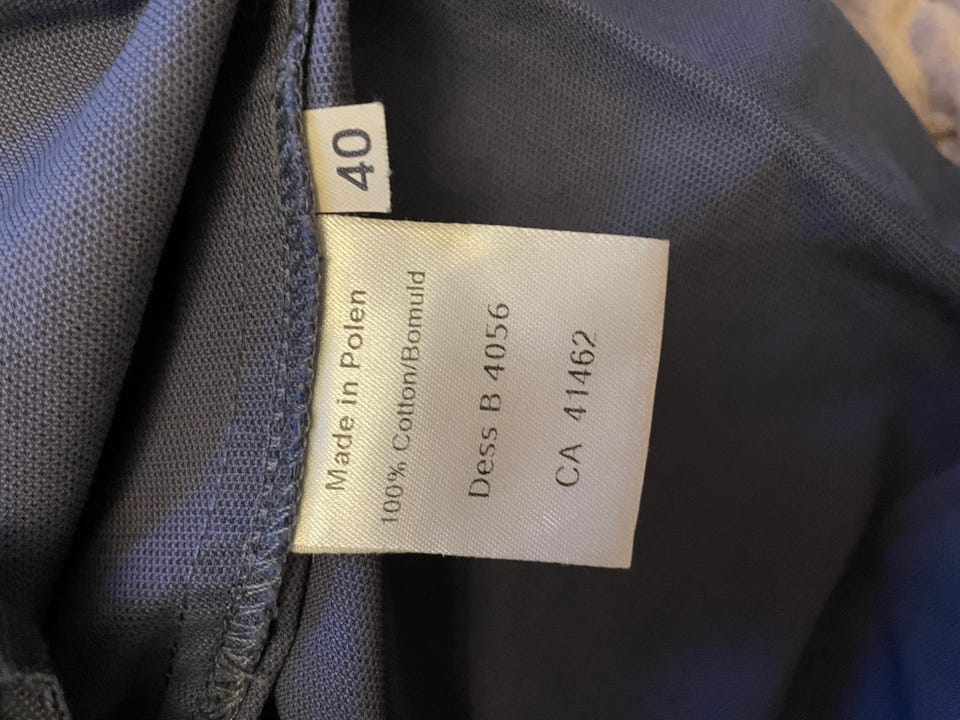 40
Made in Polen
100% Cotton/Bomuld
Dess B 4056
CA 41462